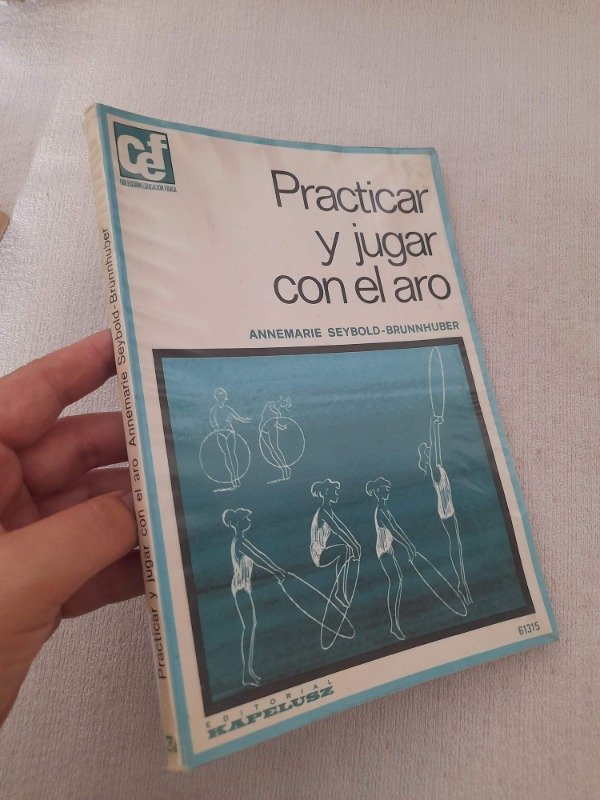 cef
COLECCION EDUCACION FISICA
Practicar
y jugar
con el aro
ANNEMARIE SEYBOLD-BRUNNHUBER
61315
EDITORIAL
KAPELUSZ
Practicar y jugar con el aro Annemarie Seybold-Brunnhuber